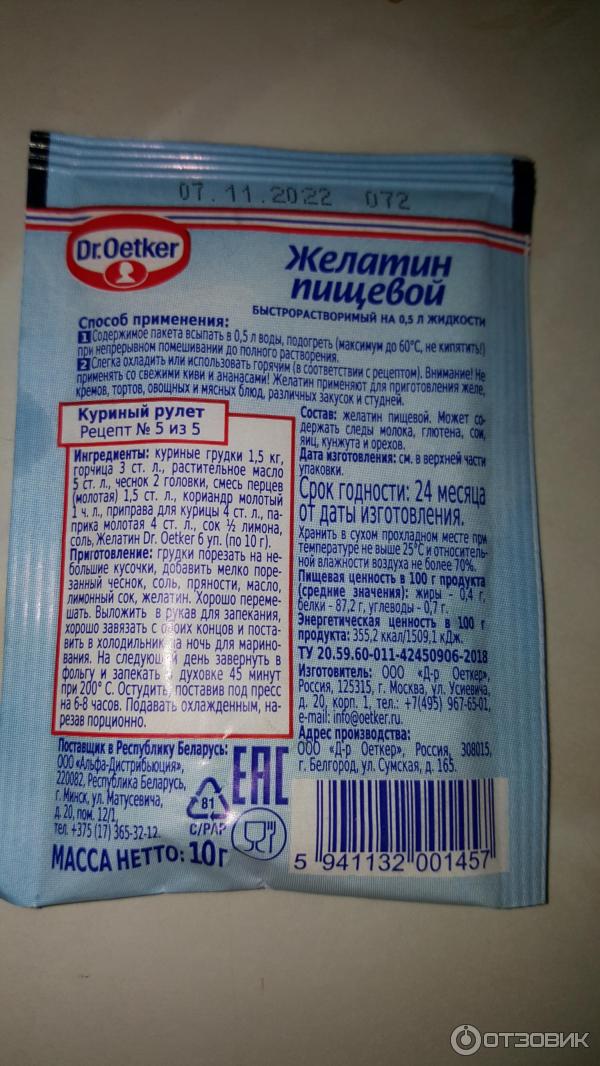 07.11.2022 072
Dr.Oetker
Желатин
пищевой
БЫСТРОРАСТВОРИМЫЙ НА 0,5 Л ЖИДКОСТИ
Способ применения:
1 Содержимое пакета всыпать в 0,5 л воды, подогреть (максимум до 60°С, не кипятить!)
при непрерывном помешивании до полного растворения.
2 Слегка охладить или использовать горячим (в соответствии с рецептом). Внимание! Не
применять со свежими киви и ананасами! Желатин применяют для приготовления желе,
кремов, тортов, овощных и мясных блюд, различных закусок и студней.
Куриный рулет
Рецепт № 5 из 5
Ингредиенты: куриные грудки 1,5 кг,
горчица 3 ст. л., растительное масло
5 ст. л., чеснок 2 головки, смесь перцев
(молотая) 1,5 ст. л., кориандр молотый
1 ч. л., приправа для курицы 4 ст. л., па-
прика молотая 4 ст. л., сок ½ лимона,
соль, Желатин Dr. Oetker 6 уп. (по 10 г).
Приготовление: грудки порезать на не-
большие кусочки, добавить мелко поре-
занный чеснок, соль, пряности, масло,
лимонный сок, желатин. Хорошо переме-
шать. Выложить в рукав для запекания,
хорошо завязать с обоих концов и поста-
вить в холодильник на ночь для марино-
вания. На следующий день завернуть в
фольгу и запекать в духовке 45 минут
при 200° С. Остудить, поставив под пресс
на 6-8 часов. Подавать охлажденным, на-
резав порционно.
Состав: желатин пищевой. Может со-
держать следы молока, глютена, сои,
яиц, кунжута и орехов.
Дата изготовления: см. в верхней части
упаковки.
Срок годности: 24 месяца
от даты изготовления.
Хранить в сухом прохладном месте при
температуре не выше 25°С и относитель-
ной влажности воздуха не более 70%.
Пищевая ценность в 100 г продукта
(средние значения): жиры - 0,4 г,
белки - 87,2 г, углеводы - 0,7 г.
Энергетическая ценность в 100 г
продукта: 355,2 ккал/1509,1 кДж.
ТУ 20.59.60-011-42450906-2018
Изготовитель: ООО «Д-р Оеткер»,
Россия, 125315, г. Москва, ул. Усиевича,
д. 20, корп. 1, тел.: +7(495) 967-65-01,
e-mail: info@oetker.ru.
Адрес производства:
ООО «Д-р Оеткер», Россия, 308015,
г. Белгород, ул. Сумская, д. 165.
Поставщик в Республику Беларусь:
ООО «Альфа-Дистрибьюция»,
220082, Республика Беларусь,
г. Минск, ул. Матусевича,
д. 20, пом. 12/1,
тел. +375 (17) 365-32-12.
МАССА НЕТТО: 10 г
81
C/PAP
EAC
5 941132 001457
ОТЗОВИК